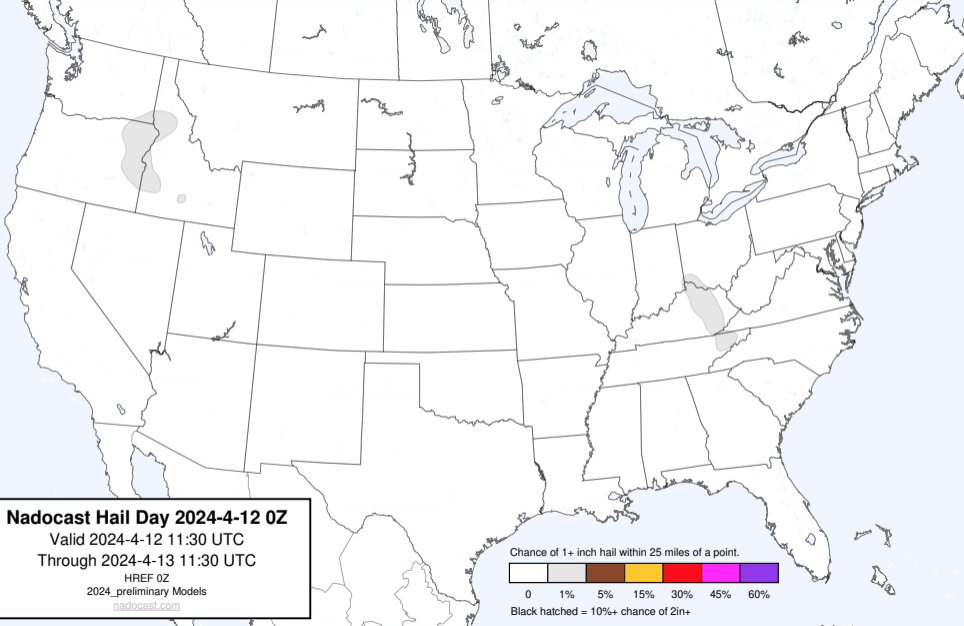 Nadocast Hail Day 2024-4-12 0Z
Valid 2024-4-12 11:30 UTC
Through 2024-4-13 11:30 UTC
HREF 0Z
2024_preliminary Models
nadocast.com
Chance of 1+ inch hail within 25 miles of a point.
0 1% 5% 15% 30% 45% 60%
Black hatched = 10%+ chance of 2in+